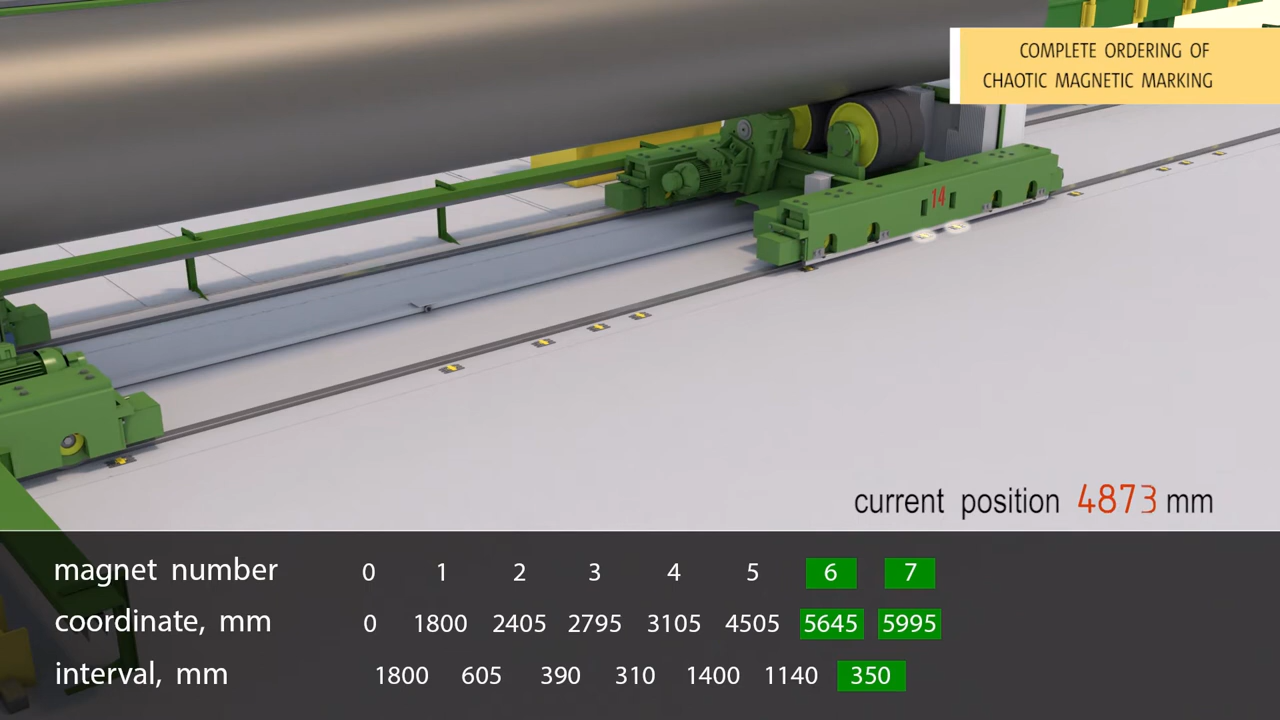 COMPLETE ORDERING OF
CHAOTIC MAGNETIC MARKING
14
current position 4873 mm
magnet number 0 1 2 3 4 5 6 7
coordinate, mm 0 1800 2405 2795 3105 4505 5645 5995
interval, mm 1800 605 390 310 1400 1140 350